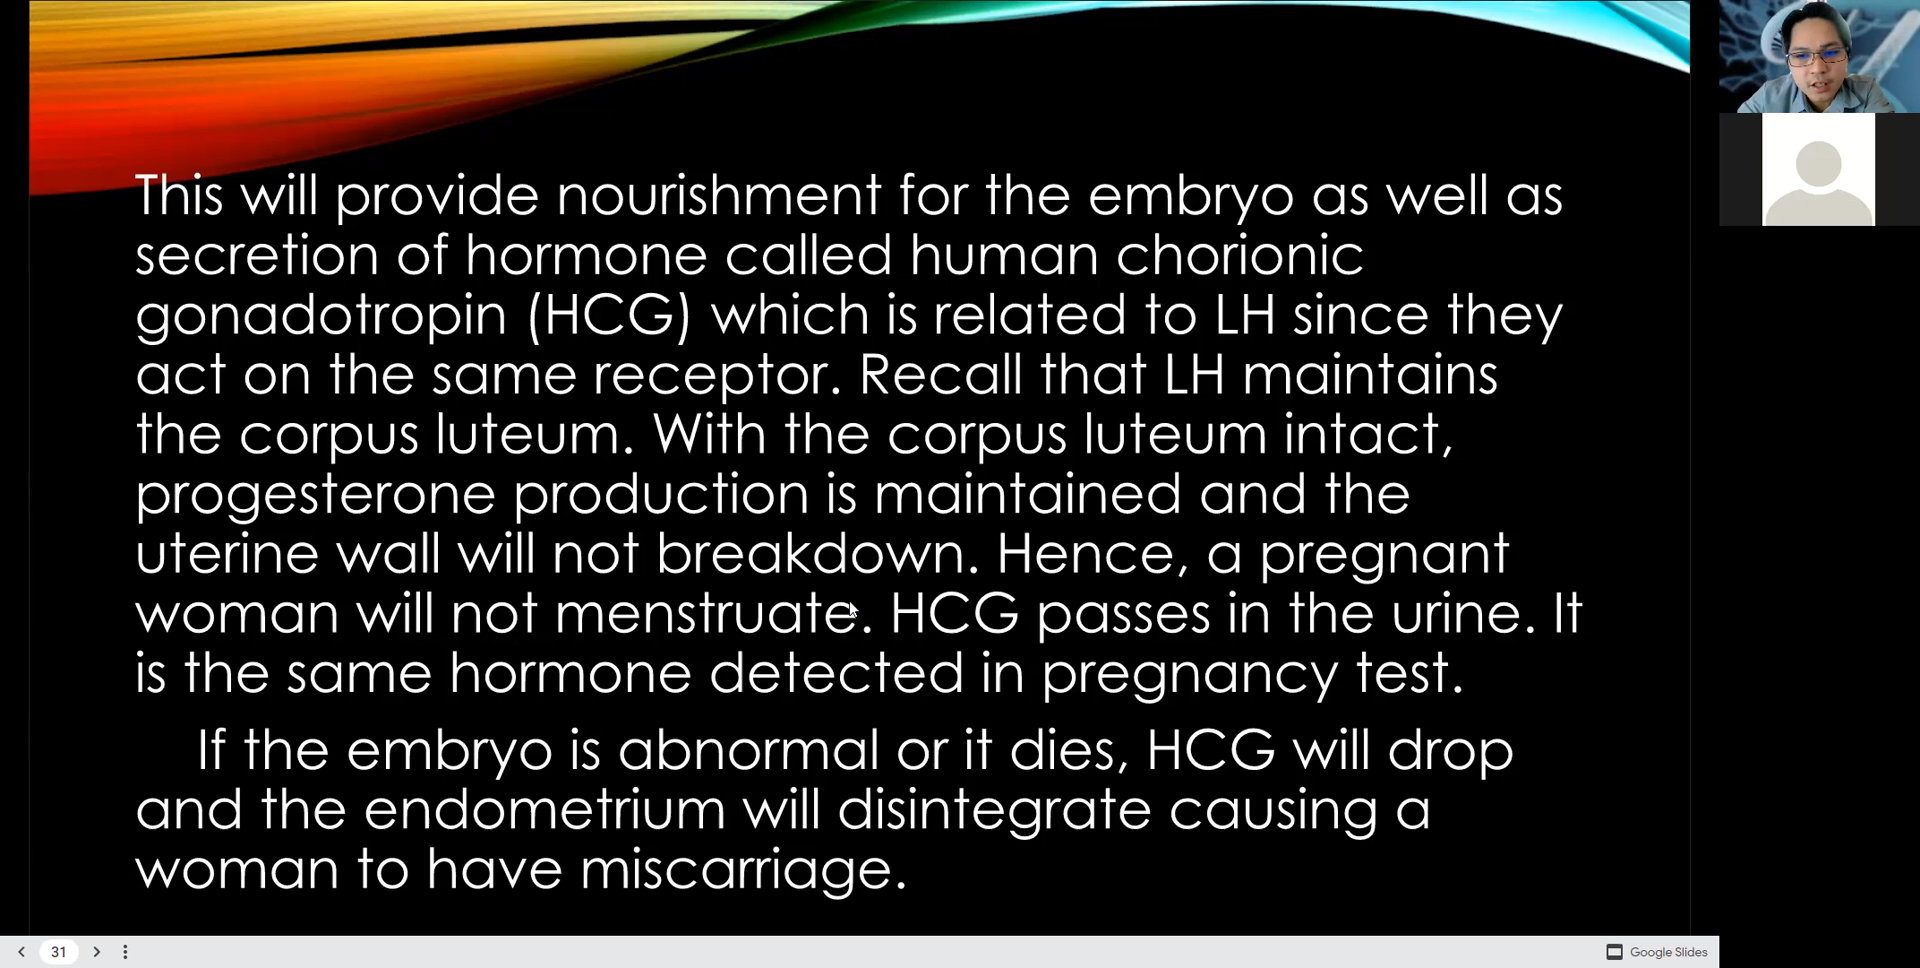 This will provide nourishment for the embryo as well as
secretion of hormone called human chorionic
gonadotropin (HCG) which is related to LH since they
act on the same receptor. Recall that LH maintains
the corpus luteum. With the corpus luteum intact,
progesterone production is maintained and the
uterine wall will not breakdown. Hence, a pregnant
woman will not menstruate. HCG passes in the urine. It
is the same hormone detected in pregnancy test.
If the embryo is abnormal or it dies, HCG will drop
and the endometrium will disintegrate causing a
woman to have miscarriage.
31
Google Slides